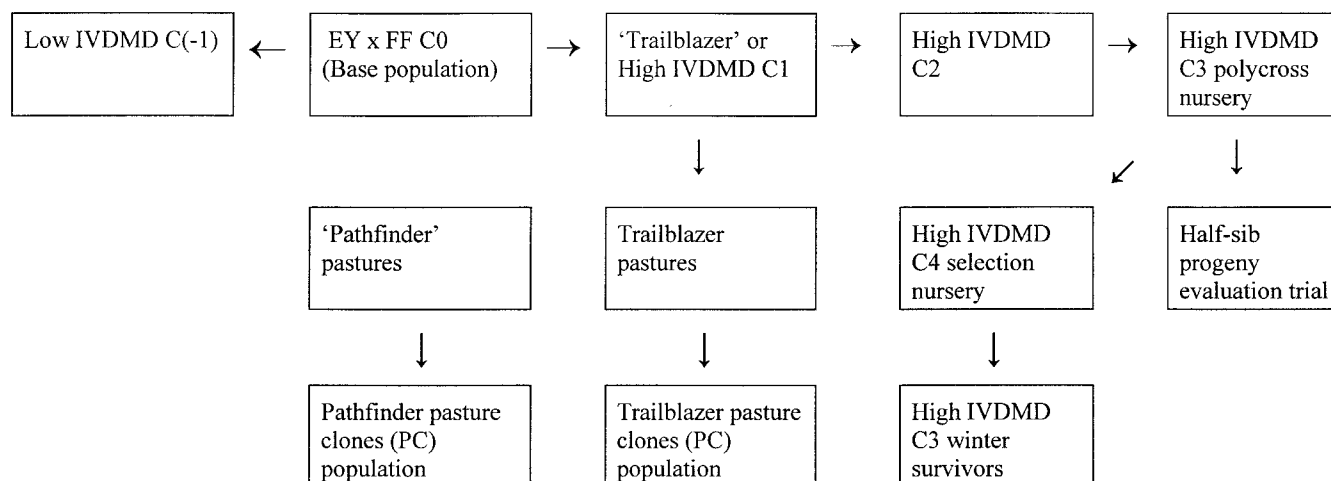 Low IVDMD C(-1)
EY x FF C0
(Base population)
‘Trailblazer’ or
High IVDMD C1
High IVDMD
C2
High IVDMD
C3 polycross
nursery
‘Pathfinder’
pastures
Trailblazer
pastures
High IVDMD
C4 selection
nursery
Half-sib
progeny
evaluation trial
Pathfinder pasture
clones (PC)
population
Trailblazer pasture
clones (PC)
population
High IVDMD
C3 winter
survivors